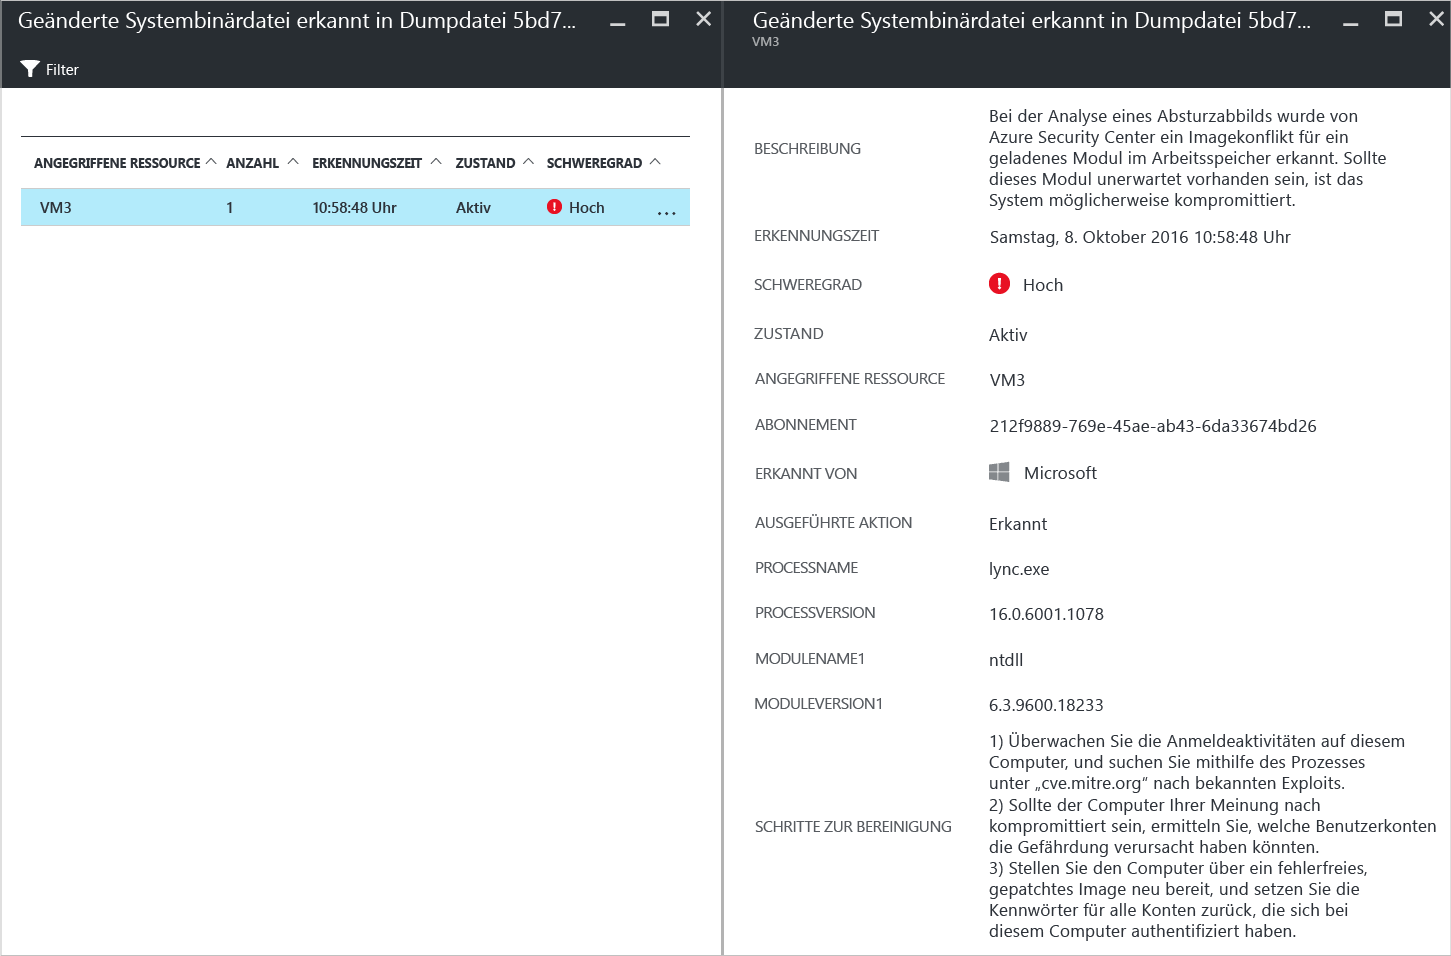 Geänderte Systembinärdatei erkannt in Dumpdatei 5bd7...
Filter
ANGEGRIFFENE RESSOURCE ANZAHL ERKENNUNGSZEIT ZUSTAND SCHWEREGRAD
VM3 1 10:58:48 Uhr Aktiv Hoch ...
Geänderte Systembinärdatei erkannt in Dumpdatei 5bd7...
VM3
BESCHREIBUNG
Bei der Analyse eines Absturzabbilds wurde von
Azure Security Center ein Imagekonflikt für ein
geladenes Modul im Arbeitsspeicher erkannt. Sollte
dieses Modul unerwartet vorhanden sein, ist das
System möglicherweise kompromittiert.
ERKENNUNGSZEIT Samstag, 8. Oktober 2016 10:58:48 Uhr
SCHWEREGRAD Hoch
ZUSTAND Aktiv
ANGEGRIFFENE RESSOURCE VM3
ABONNEMENT 212f9889-769e-45ae-ab43-6da33674bd26
ERKANNT VON Microsoft
AUSGEFÜHRTE AKTION Erkannt
PROCESSNAME lync.exe
PROCESSVERSION 16.0.6001.1078
MODULENAME1 ntdll
MODULEVERSION1 6.3.9600.18233
SCHRITTE ZUR BEREINIGUNG
1) Überwachen Sie die Anmeldeaktivitäten auf diesem
Computer, und suchen Sie mithilfe des Prozesses
unter „cve.mitre.org“ nach bekannten Exploits.
2) Sollte der Computer Ihrer Meinung nach
kompromittiert sein, ermitteln Sie, welche Benutzerkonten
die Gefährdung verursacht haben könnten.
3) Stellen Sie den Computer über ein fehlerfreies,
gepatchtes Image neu bereit, und setzen Sie die
Kennwörter für alle Konten zurück, die sich bei
diesem Computer authentifiziert haben.